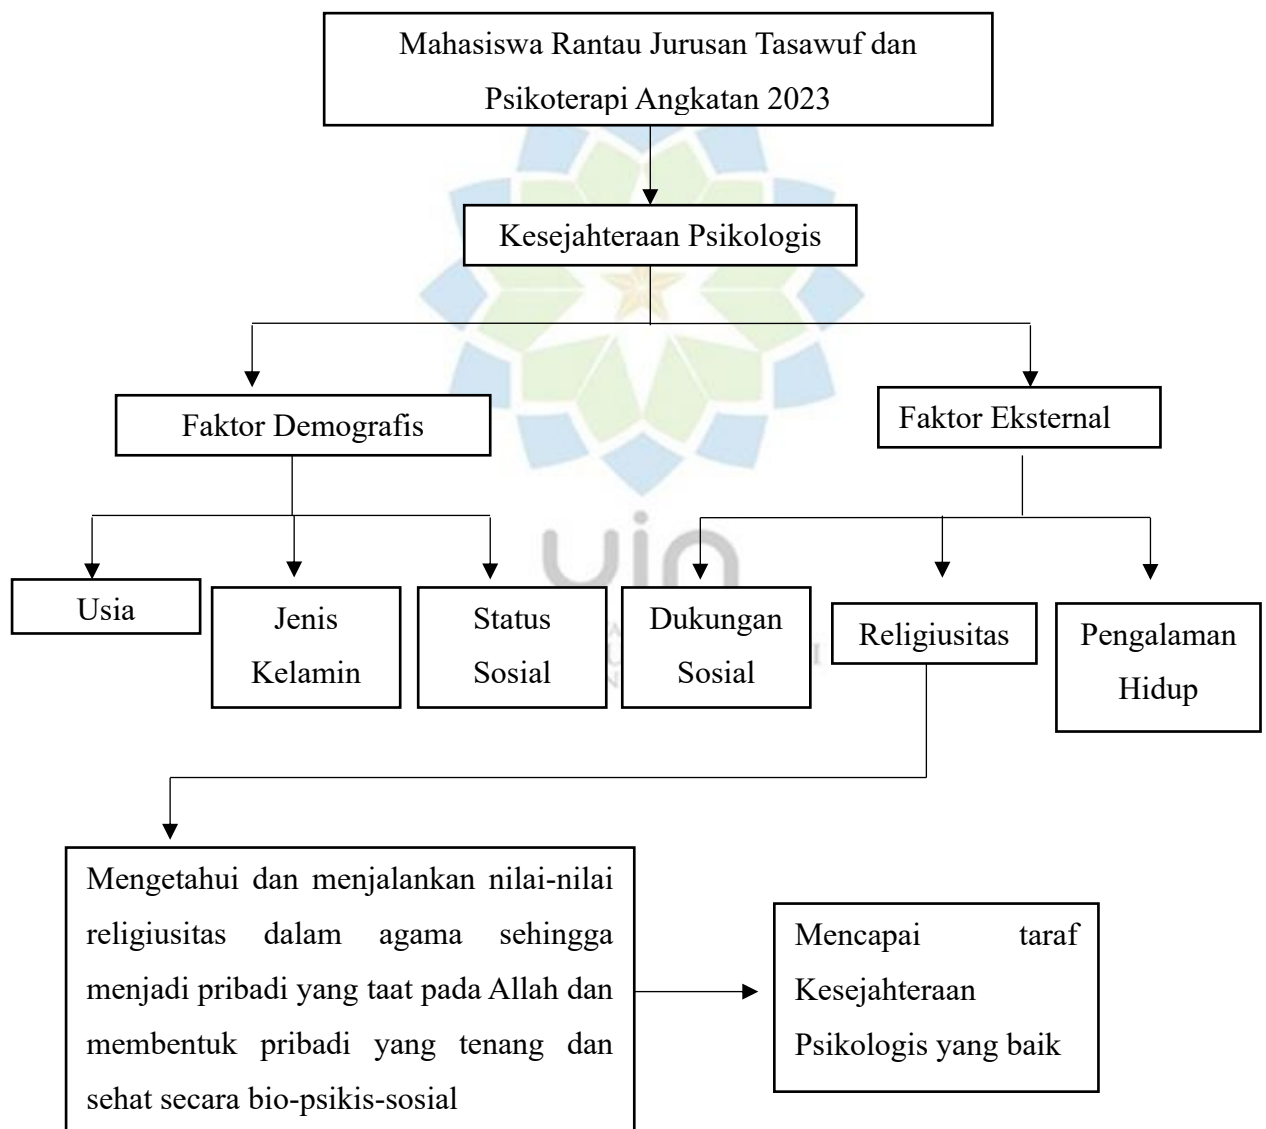 Mahasiswa Rantau Jurusan Tasawuf dan
Psikoterapi Angkatan 2023
Kesejahteraan Psikologis
Faktor Demografis
Faktor Eksternal
uin
Usia
Jenis
Kelamin
Status
Sosial
Dukungan
Sosial
Religiusitas
Pengalaman
Hidup
Mengetahui dan menjalankan nilai-nilai
religiusitas dalam agama sehingga
menjadi pribadi yang taat pada Allah dan
membentuk pribadi yang tenang dan
sehat secara bio-psikis-sosial
Mencapai taraf
Kesejahteraan
Psikologis yang baik